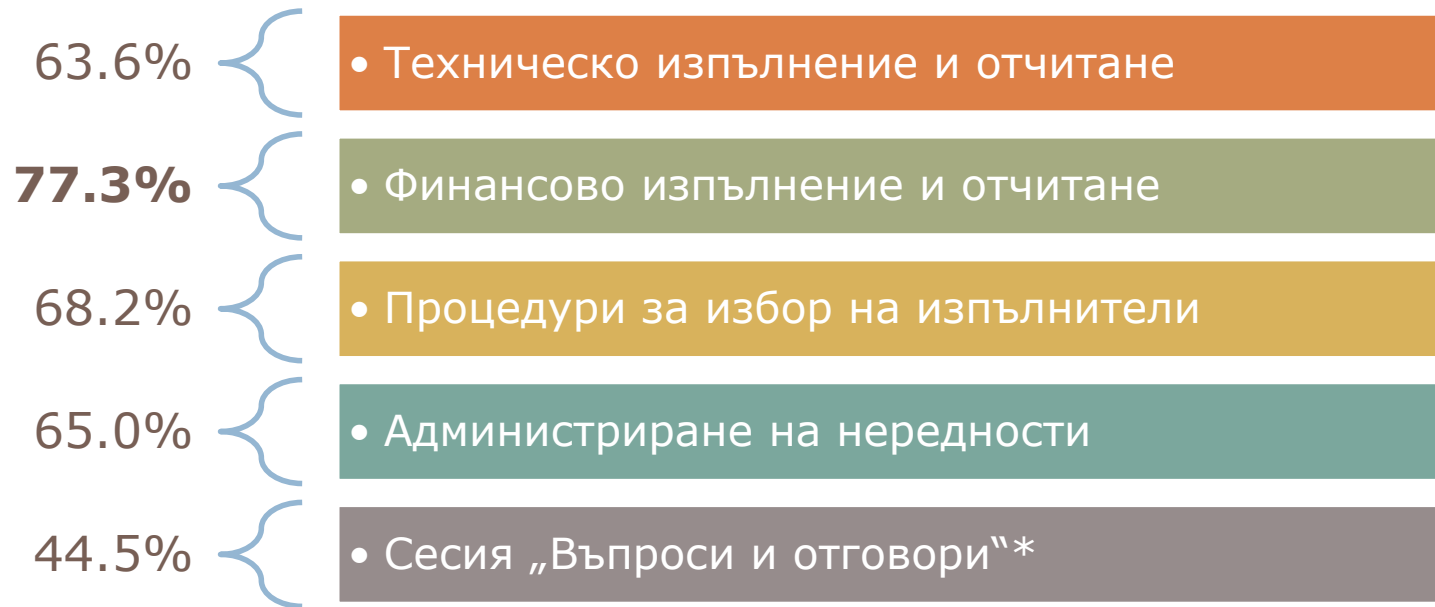 63.6%
• Техническо изпълнение и отчитане
77.3%
• Финансово изпълнение и отчитане
68.2%
• Процедури за избор на изпълнители
65.0%
• Администриране на нередности
44.5%
• Сесия „Въпроси и отговори“*